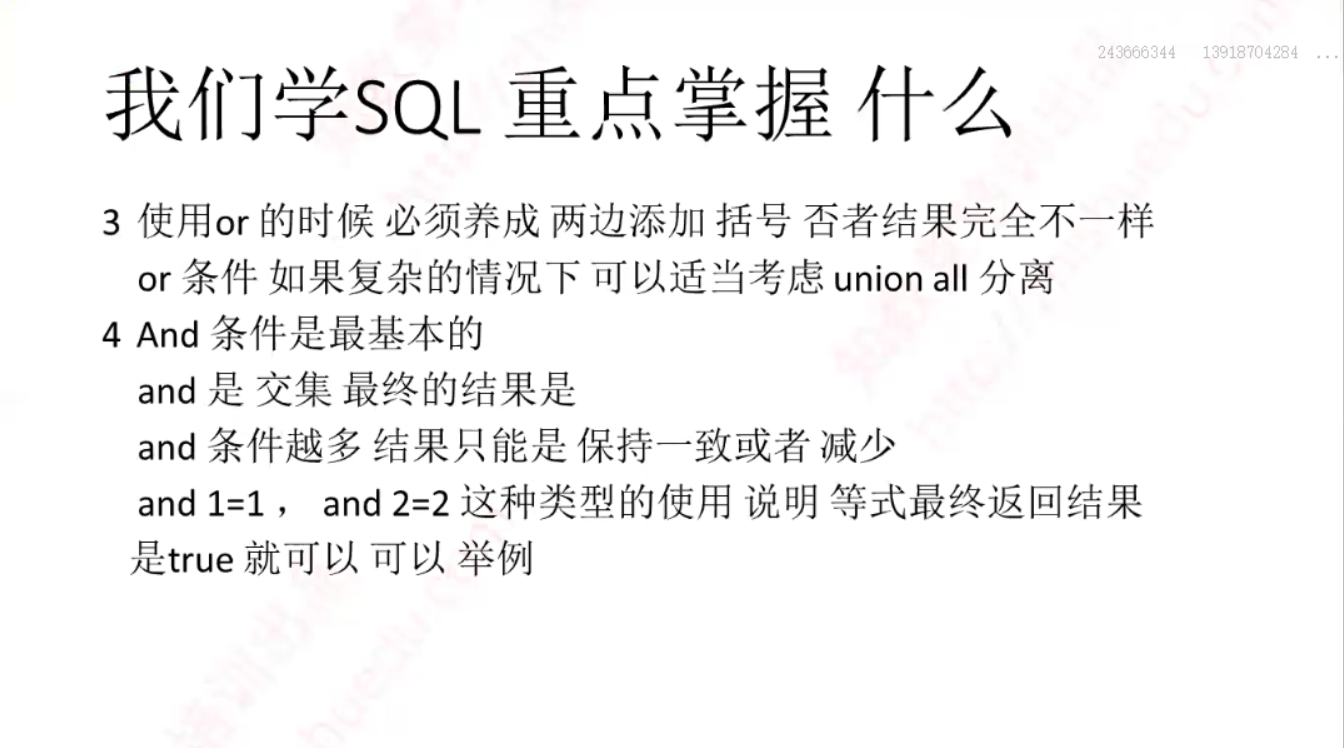 243666344 13918704284 ...
我们学SQL 重点掌握 什么
3 使用or 的时候 必须养成 两边添加 括号 否者结果完全不一样
or 条件 如果复杂的情况下 可以适当考虑 union all 分离
4 And 条件是最基本的
and 是 交集 最终的结果是
and 条件越多 结果只能是 保持一致或者 减少
and 1=1 , and 2=2 这种类型的使用 说明 等式最终返回结果
是true 就可以 可以 举例